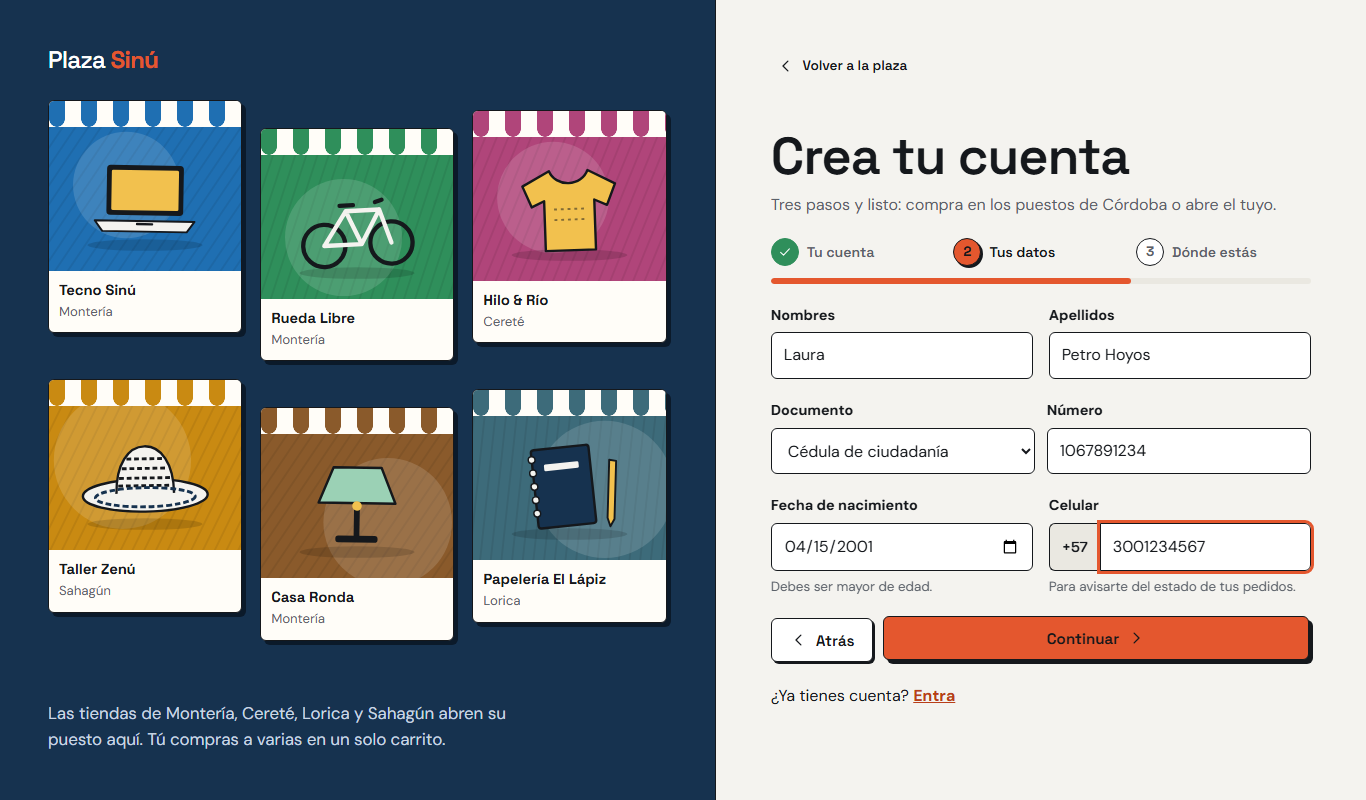 Plaza Sinú
Tecno Sinú
Montería
Rueda Libre
Montería
Hilo & Río
Cereté
Taller Zenú
Sahagún
Casa Ronda
Montería
Papelería El Lápiz
Lorica
Las tiendas de Montería, Cereté, Lorica y Sahagún abren su
puesto aquí. Tú compras a varias en un solo carrito.
Volver a la plaza
Crea tu cuenta
Tres pasos y listo: compra en los puestos de Córdoba o abre el tuyo.
Tu cuenta
2 Tus datos
3 Dónde estás
Nombres
Apellidos
Laura
Petro Hoyos
Documento
Número
Cédula de ciudadanía
1067891234
Fecha de nacimiento
Celular
04/15/2001
+57 3001234567
Debes ser mayor de edad.
Para avisarte del estado de tus pedidos.
Atrás
Continuar
¿Ya tienes cuenta? Entra